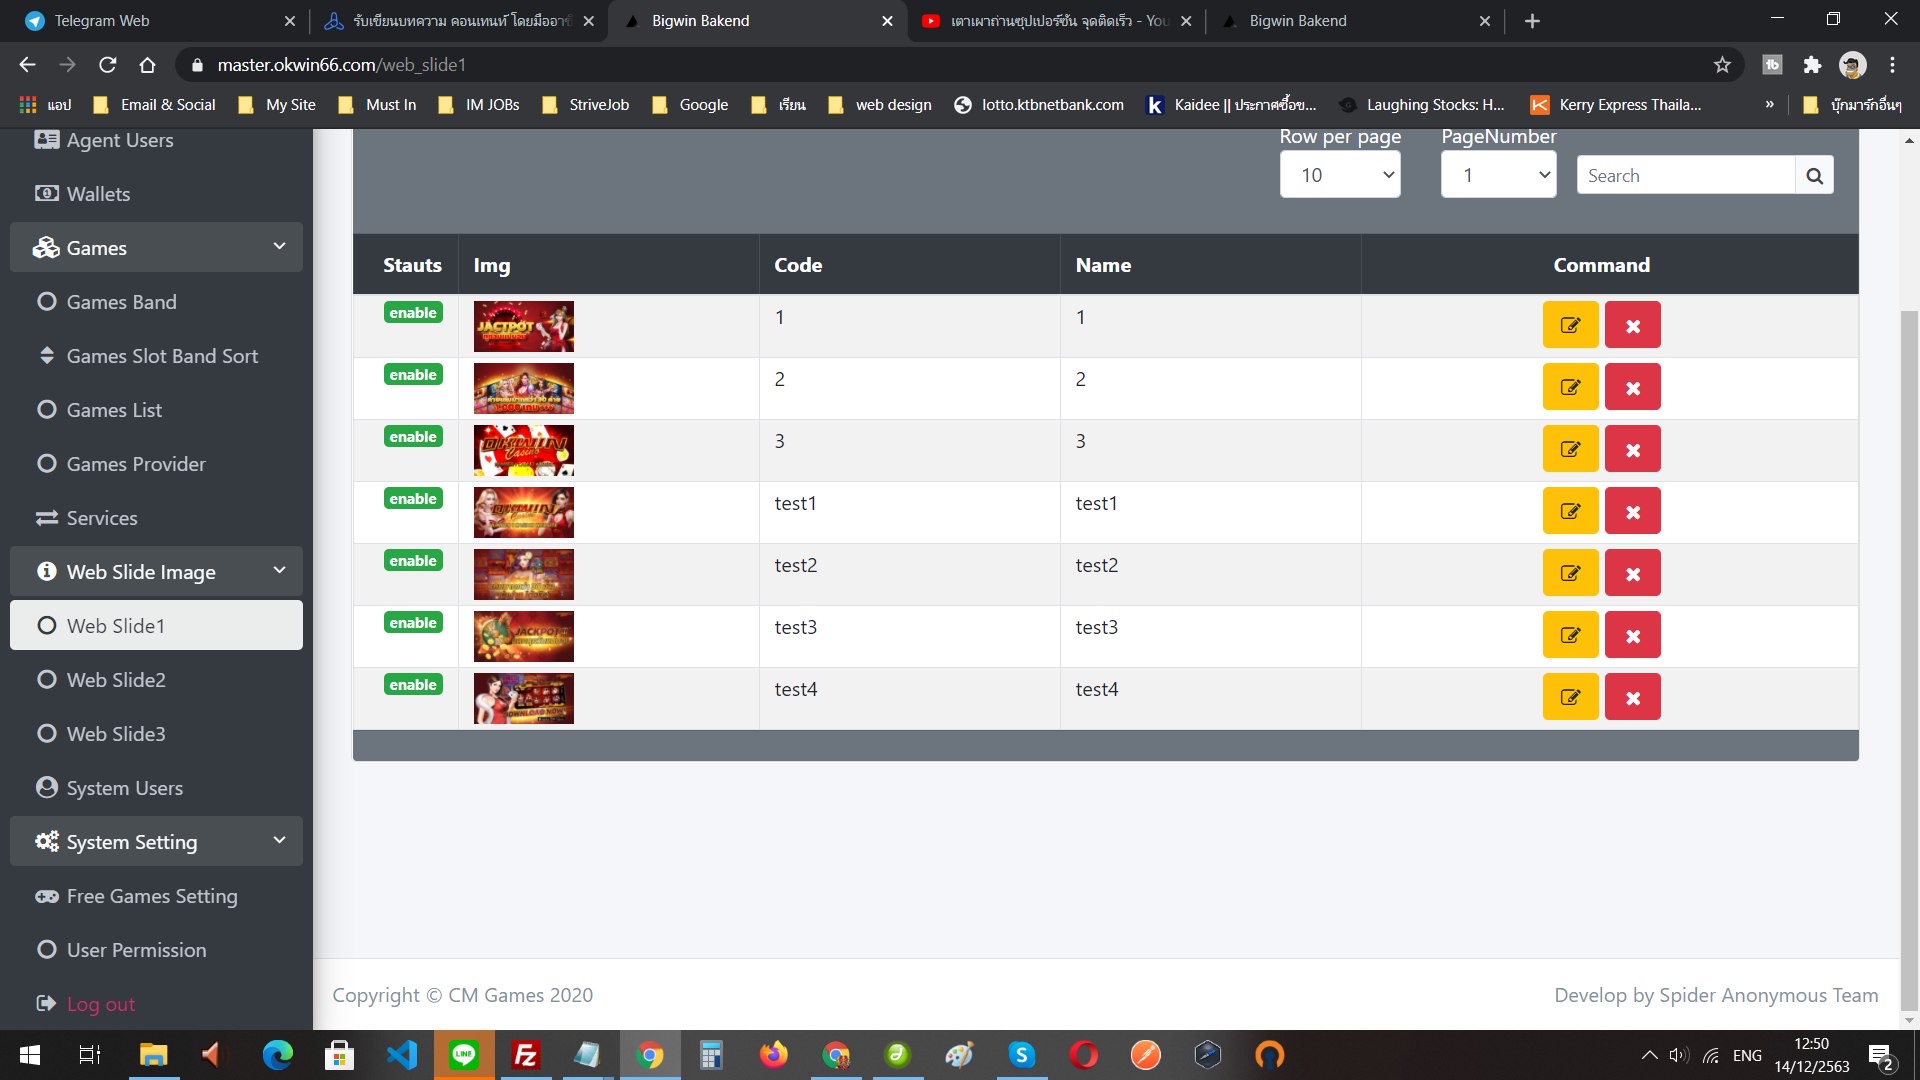 Telegram Web
รับเขียนบทความ คอนเทนท์ โดยมืออาชี
Bigwin Bakend
เตาเผาถ่านซุปเปอร์ซัน จุดติดเร็ว - You
Bigwin Bakend
master.okwin66.com/web_slide1
แอป
Email & Social
My Site
Must In
IM JOBs
StriveJob
Google
เรียน
web design
lotto.ktbnetbank.com
Kaidee || ประกาศซื้อข...
Laughing Stocks: H...
Kerry Express Thaila...
»
บุ๊กมาร์กอื่นๆ
Agent Users
Wallets
Games
Games Band
Games Slot Band Sort
Games List
Games Provider
Services
Web Slide Image
Web Slide1
Web Slide2
Web Slide3
System Users
System Setting
Free Games Setting
User Permission
Log out
Row per page
PageNumber
10
1
Search
Stauts
Img
Code
Name
Command
enable
JACTPOT
1
1
enable
2
2
enable
OKWIN
Casino
3
3
enable
OKWIN
Casino
test1
test1
enable
test2
test2
enable
JACKPOT
test3
test3
enable
DOWNLOAD NOW
test4
test4
Copyright © CM Games 2020
Develop by Spider Anonymous Team
LINE
ENG
12:50
14/12/2563
2